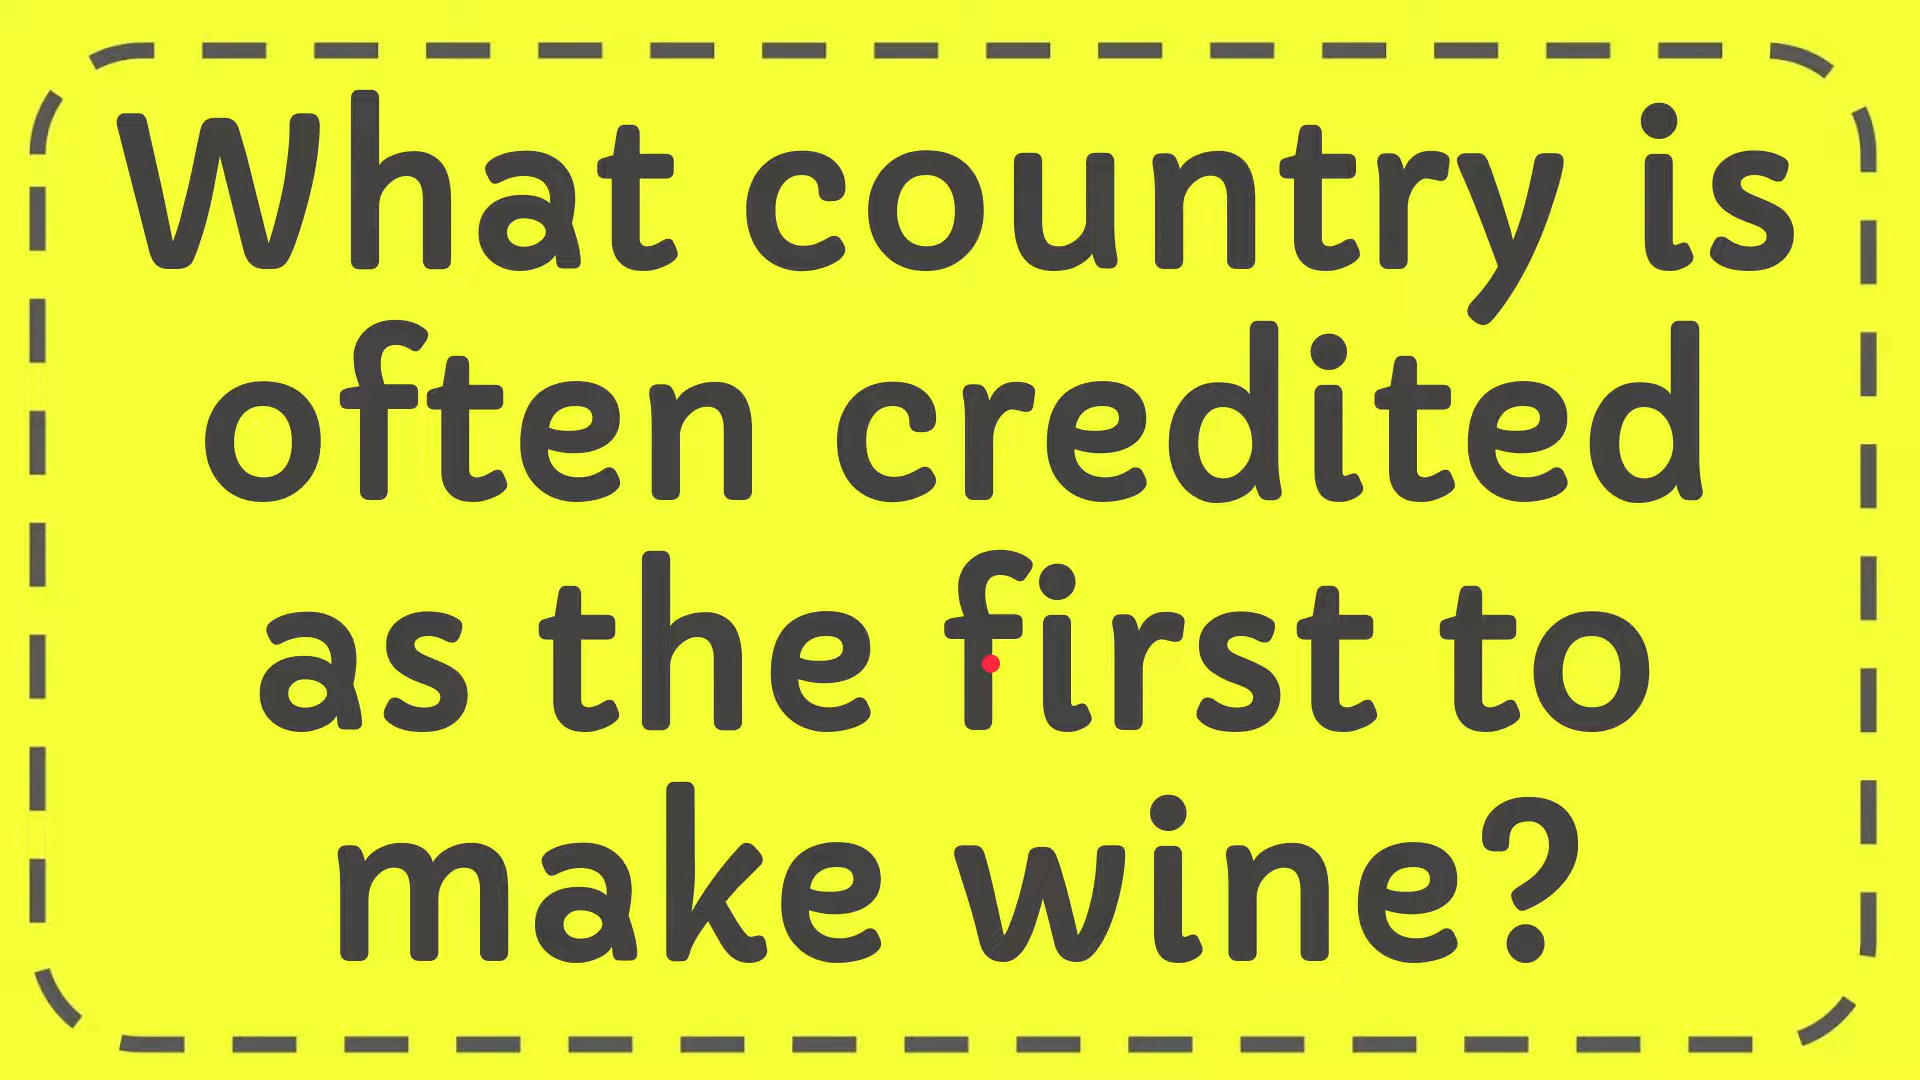 What country is
often credited
as the first to
make wine?